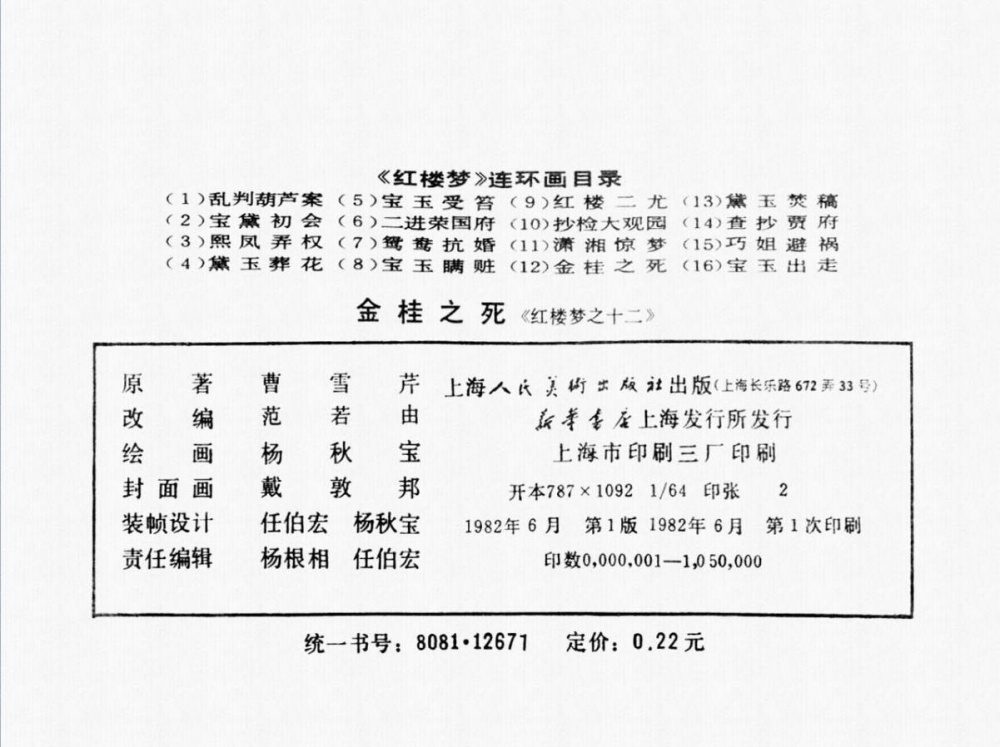 《红楼梦》连环画目录
(1)乱判葫芦案 (5)宝玉受笞 (9)红楼二尤 (13)黛玉焚稿
(2)宝黛初会 (6)二进荣国府 (10)抄检大观园 (14)查抄贾府
(3)熙凤弄权 (7)鸳鸯抗婚 (11)潇湘惊梦 (15)巧姐避祸
(4)黛玉葬花 (8)宝玉瞒赃 (12)金桂之死 (16)宝玉出走
金桂之死《红楼梦之十二》
原著 曹雪芹
改编 范若由
绘画 杨秋宝
封面画 戴敦邦
装帧设计 任伯宏 杨秋宝
责任编辑 杨根相 任伯宏
上海人民美術出版社出版(上海长乐路672弄33号)
新华书店上海发行所发行
上海市印刷三厂印刷
开本787×1092 1/64 印张 2
1982年6月 第1版 1982年6月 第1次印刷
印数0,000,001—1,050,000
统一书号：8081·12671 定价：0.22元